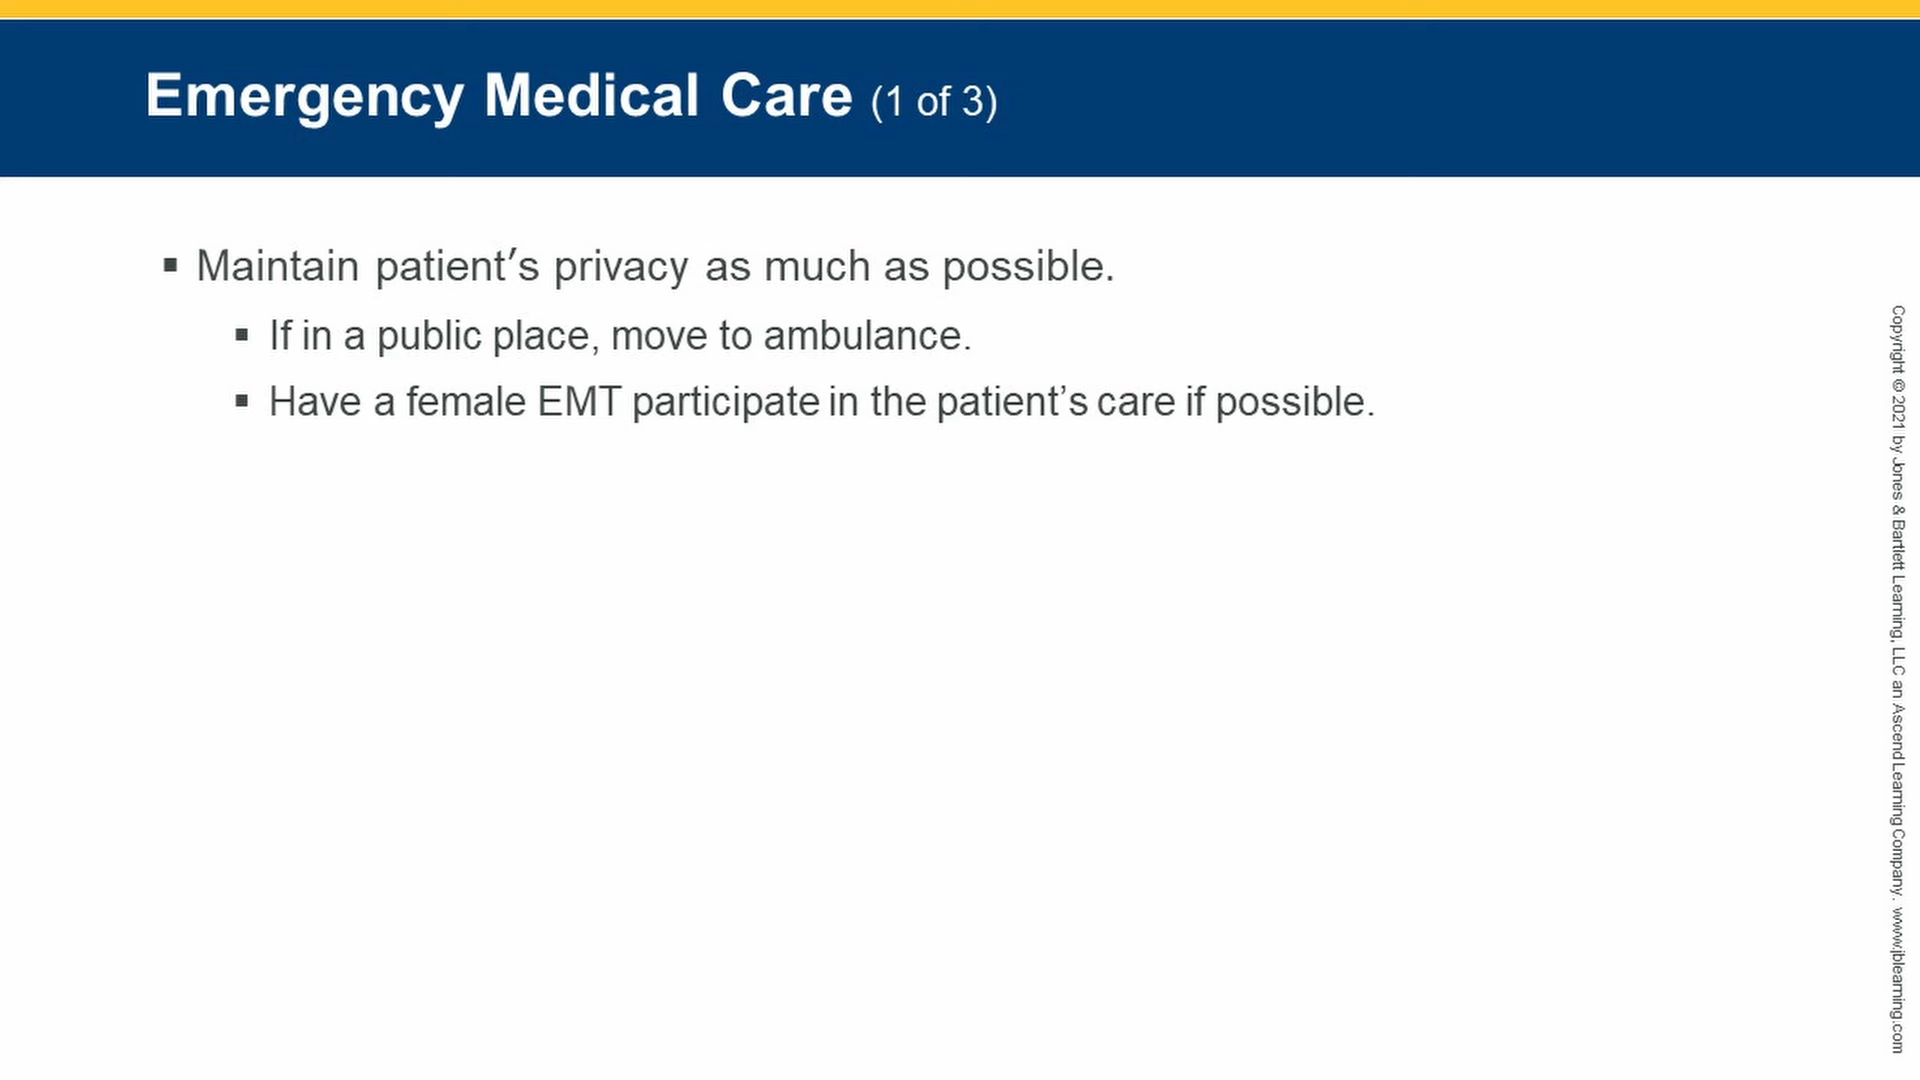 Emergency Medical Care (1 of 3)
▪ Maintain patient′s privacy as much as possible.
▪ If in a public place, move to ambulance.
▪ Have a female EMT participate in the patient’s care if possible.
Copyright © 2021 by Jones & Bartlett Learning, LLC an Ascend Learning Company. www.jblearning.com